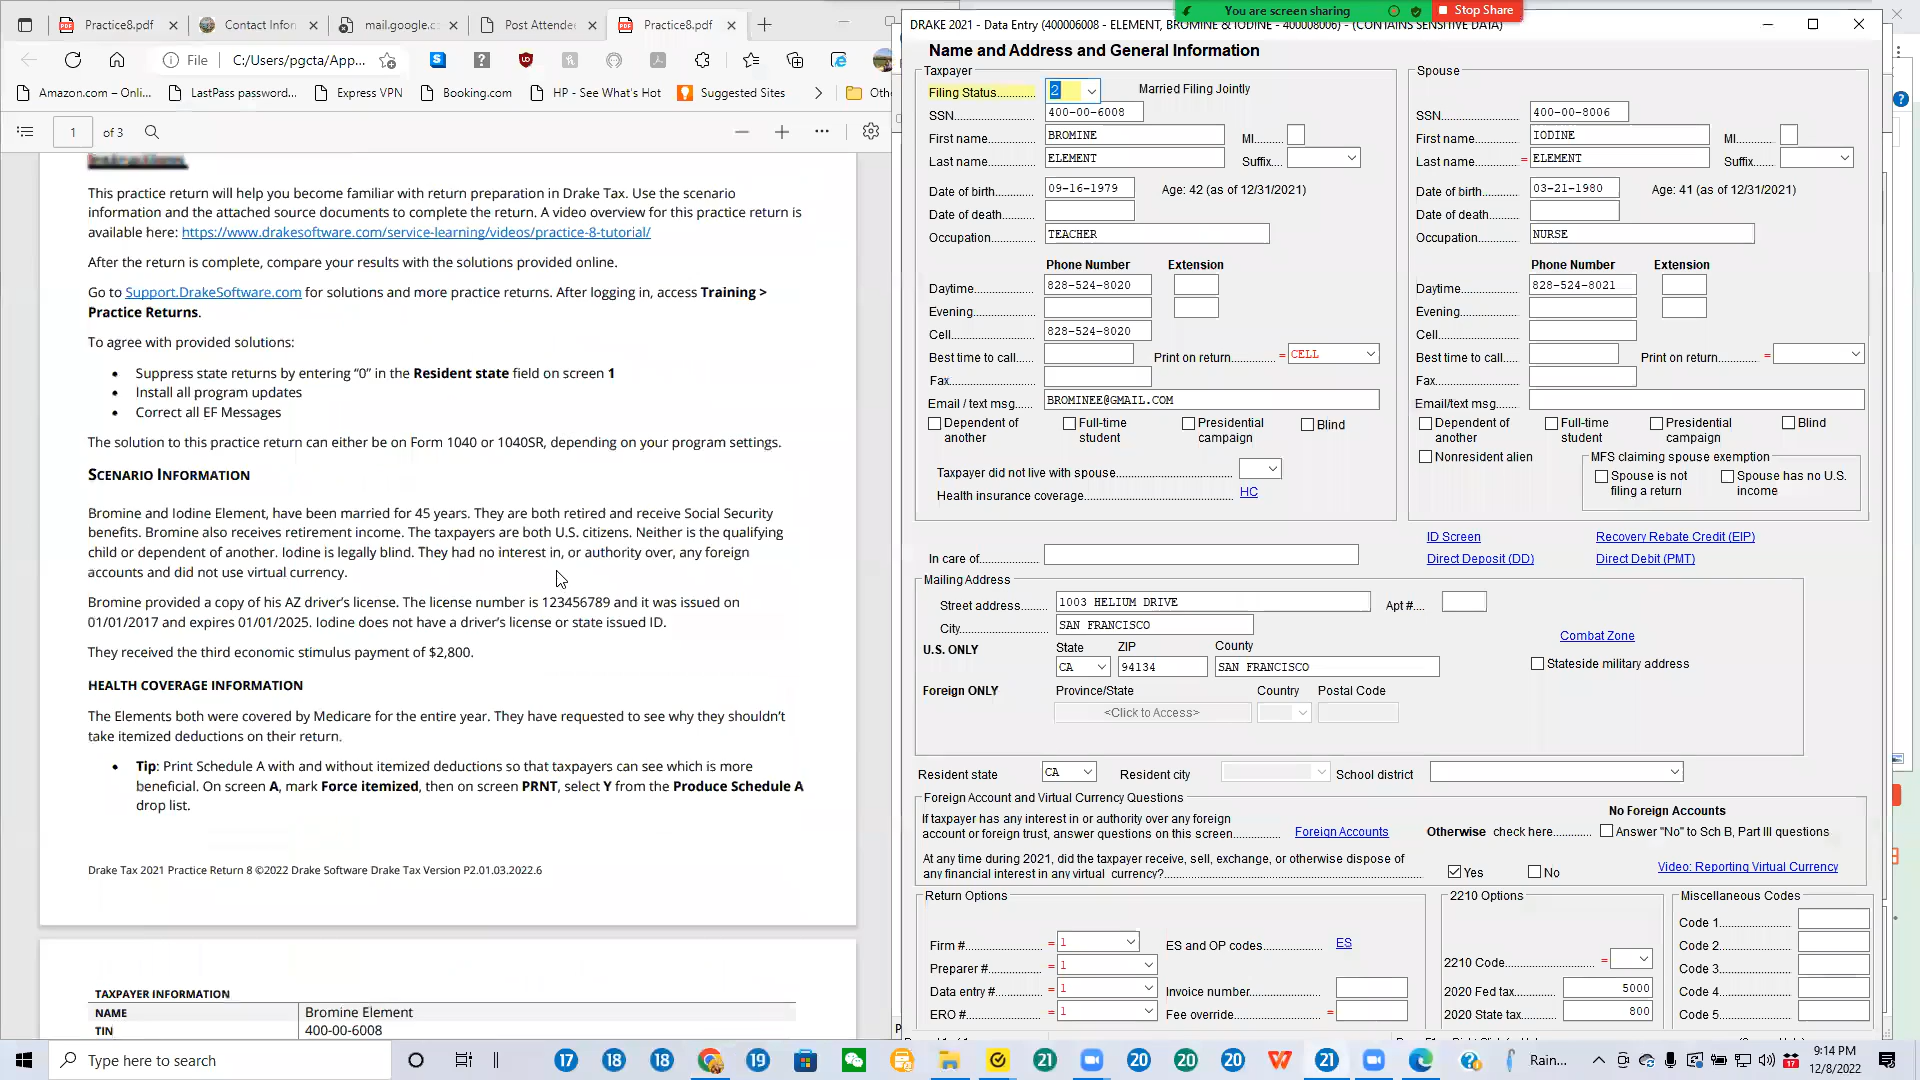 Practice8.pdf
Contact Infor
mail.google.c
Post Attende
Practice8.pdf
File
C:/Users/pgcta/App...
Amazon.com – Onli...
LastPass password...
Express VPN
Booking.com
HP - See What's Hot
Suggested Sites
Oth
1
of 3
This practice return will help you become familiar with return preparation in Drake Tax. Use the scenario
information and the attached source documents to complete the return. A video overview for this practice return is
available here: https://www.drakesoftware.com/service-learning/videos/practice-8-tutorial/
After the return is complete, compare your results with the solutions provided online.
Go to Support.DrakeSoftware.com for solutions and more practice returns. After logging in, access Training >
Practice Returns.
To agree with provided solutions:
• Suppress state returns by entering “0” in the Resident state field on screen 1
• Install all program updates
• Correct all EF Messages
The solution to this practice return can either be on Form 1040 or 1040SR, depending on your program settings.
SCENARIO INFORMATION
Bromine and Iodine Element, have been married for 45 years. They are both retired and receive Social Security
benefits. Bromine also receives retirement income. The taxpayers are both U.S. citizens. Neither is the qualifying
child or dependent of another. Iodine is legally blind. They had no interest in, or authority over, any foreign
accounts and did not use virtual currency.
Bromine provided a copy of his AZ driver’s license. The license number is 123456789 and it was issued on
01/01/2017 and expires 01/01/2025. Iodine does not have a driver’s license or state issued ID.
They received the third economic stimulus payment of $2,800.
HEALTH COVERAGE INFORMATION
The Elements both were covered by Medicare for the entire year. They have requested to see why they shouldn’t
take itemized deductions on their return.
• Tip: Print Schedule A with and without itemized deductions so that taxpayers can see which is more
beneficial. On screen A, mark Force itemized, then on screen PRNT, select Y from the Produce Schedule A
drop list.
Drake Tax 2021 Practice Return 8 ©2022 Drake Software Drake Tax Version P2.01.03.2022.6
TAXPAYER INFORMATION
NAME Bromine Element
TIN 400-00-6008
You are screen sharing
Stop Share
DRAKE 2021 - Data Entry (400006008 - ELEMENT, BROMINE & IODINE - 400008006) - (CONTAINS SENSITIVE DATA)
Name and Address and General Information
Taxpayer
Spouse
Filing Status............ 2 Married Filing Jointly
SSN 400-00-6008
SSN 400-00-8006
First name BROMINE MI
First name IODINE MI
Last name ELEMENT Suffix
Last name = ELEMENT Suffix
Date of birth 09-16-1979 Age: 42 (as of 12/31/2021)
Date of birth 03-21-1980 Age: 41 (as of 12/31/2021)
Date of death
Date of death
Occupation TEACHER
Occupation NURSE
Phone Number Extension
Phone Number Extension
Daytime 828-524-8020
Daytime 828-524-8021
Evening
Evening
Cell 828-524-8020
Cell
Best time to call Print on return = CELL
Best time to call Print on return =
Fax
Fax
Email / text msg BROMINEE@GMAIL.COM
Email/text msg
Dependent of another
Full-time student
Presidential campaign
Blind
Dependent of another
Full-time student
Presidential campaign
Blind
Nonresident alien
MFS claiming spouse exemption
Spouse is not filing a return
Spouse has no U.S. income
Taxpayer did not live with spouse
Health insurance coverage HC
ID Screen
Recovery Rebate Credit (EIP)
In care of
Direct Deposit (DD)
Direct Debit (PMT)
Mailing Address
Street address 1003 HELIUM DRIVE Apt #
City SAN FRANCISCO
Combat Zone
U.S. ONLY State ZIP County
CA 94134 SAN FRANCISCO
Stateside military address
Foreign ONLY Province/State Country Postal Code
<Click to Access>
Resident state CA Resident city School district
Foreign Account and Virtual Currency Questions
No Foreign Accounts
If taxpayer has any interest in or authority over any foreign
account or foreign trust, answer questions on this screen Foreign Accounts
Otherwise check here Answer "No" to Sch B, Part III questions
At any time during 2021, did the taxpayer receive, sell, exchange, or otherwise dispose of
any financial interest in any virtual currency? Yes No
Video: Reporting Virtual Currency
Return Options
2210 Options
Miscellaneous Codes
Firm # = 1 ES and OP codes ES
Preparer # = 1
Data entry # = 1 Invoice number
ERO # = 1 Fee override =
2210 Code =
2020 Fed tax 5000
2020 State tax 800
Code 1
Code 2
Code 3
Code 4
Code 5
Type here to search
17
18
18
19
21
20
20
20
21
Rain...
9:14 PM
12/8/2022